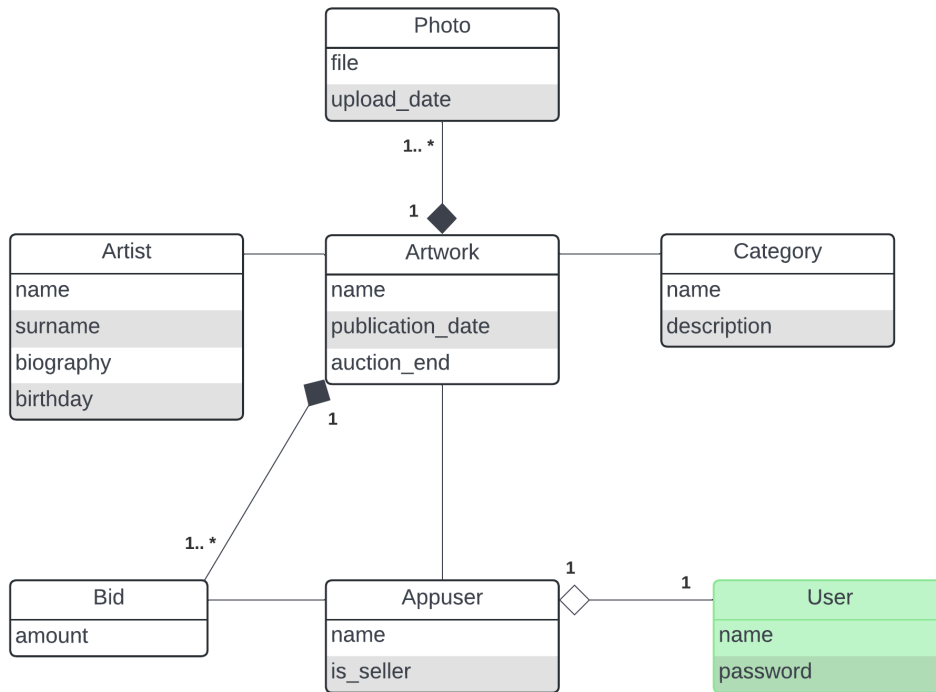 Photo
file
upload_date
1.. *
1
Artist
name
surname
biography
birthday
Artwork
name
publication_date
auction_end
Category
name
description
1
1.. *
Bid
amount
Appuser
name
is_seller
1
1
User
name
password